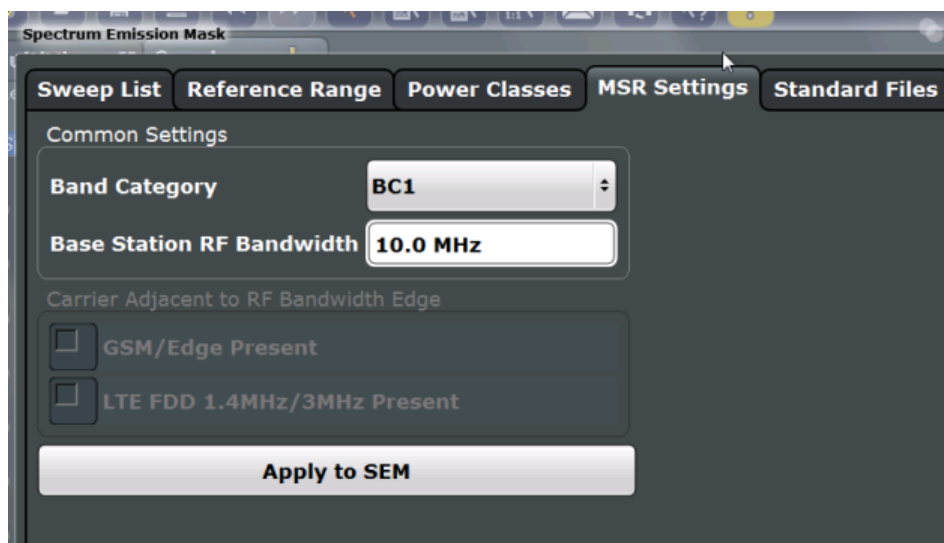 Spectrum Emission Mask
Sweep List
Reference Range
Power Classes
MSR Settings
Standard Files
Common Settings
Band Category
BC1
Base Station RF Bandwidth
10.0 MHz
Carrier Adjacent to RF Bandwidth Edge
GSM/Edge Present
LTE FDD 1.4MHz/3MHz Present
Apply to SEM